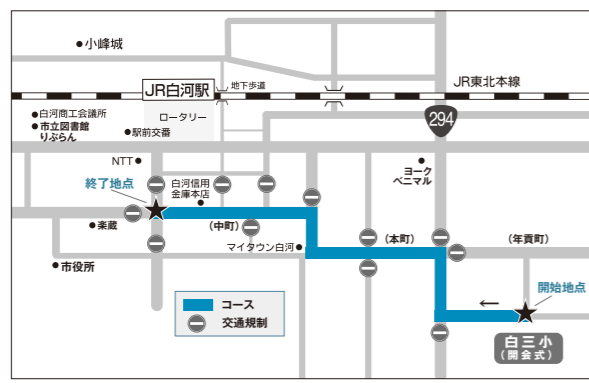 小峰城
JR白河駅
地下歩道
JR東北本線
白河商工会議所
市立図書館
りぶらん
ロータリー
駅前交番
294
NTT
ヨーク
ベニマル
終了地点
白河信用
金庫本店
楽蔵
(中町)
(本町)
(年貢町)
マイタウン白河
市役所
開始地点
←
コース
交通規制
白三小
(開会式)